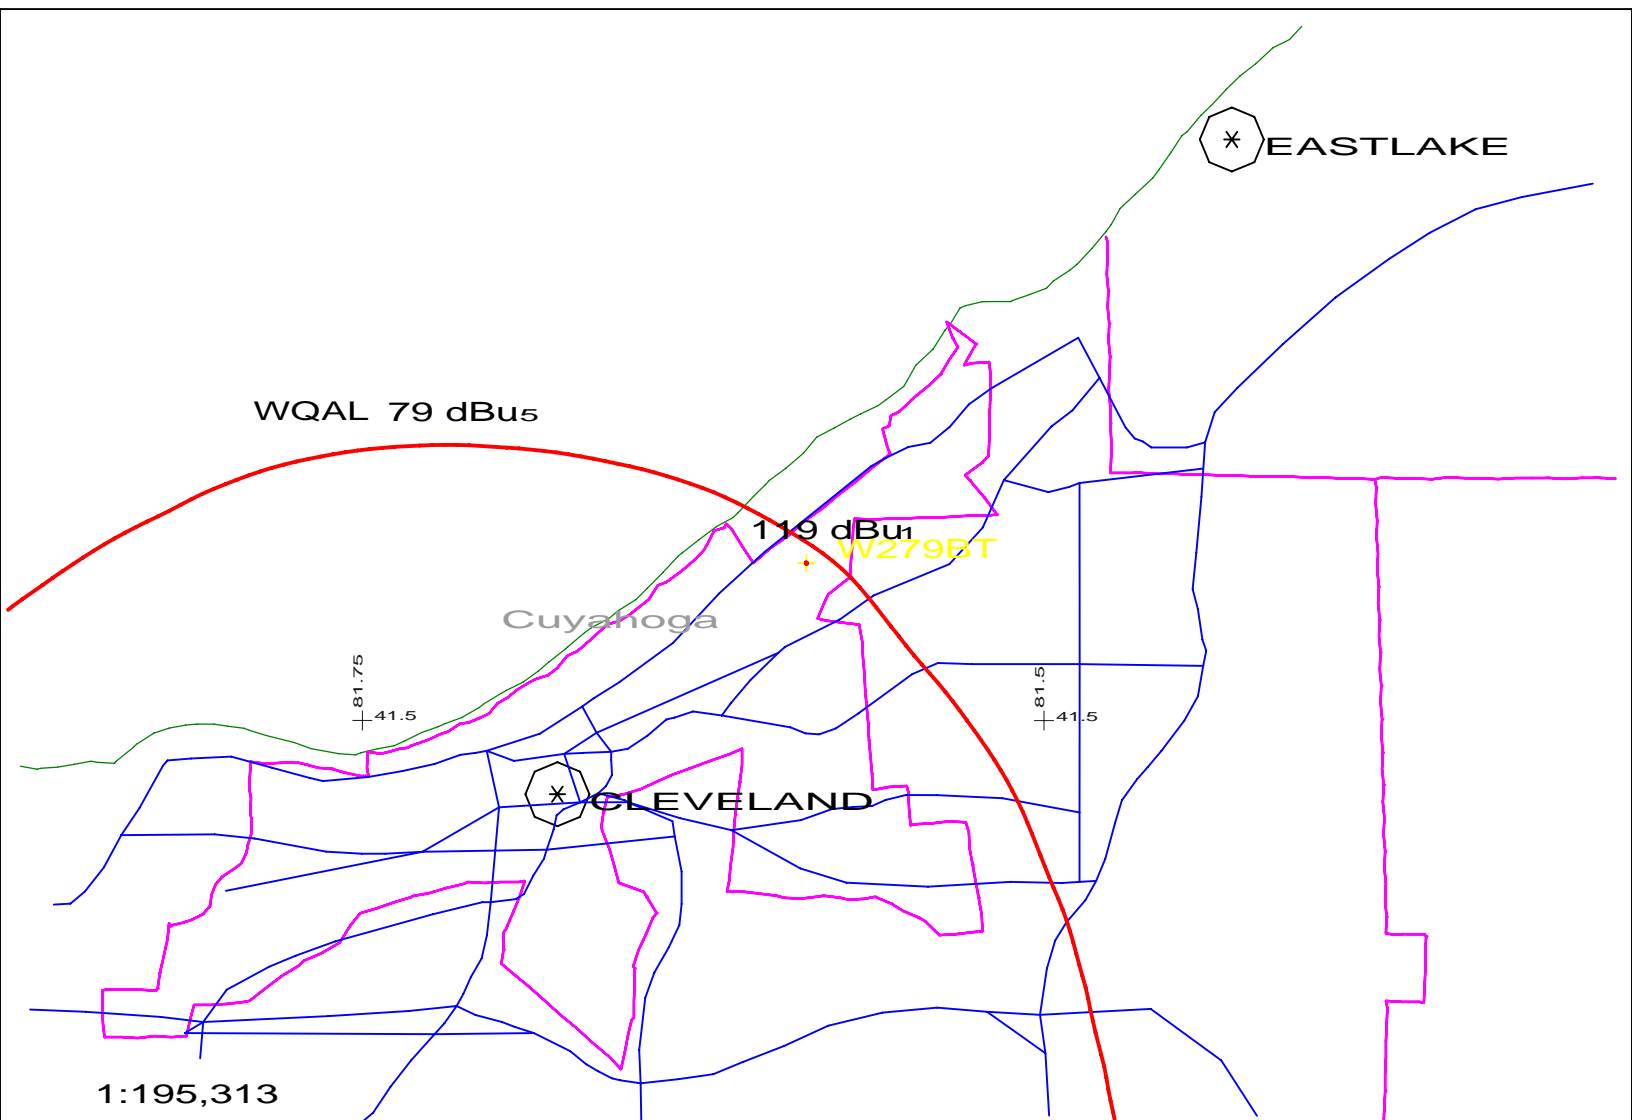 EASTLAKE
WQAL 79 dBu5
119 dBu1
W279BT
Cuyahoga
81.75
41.5
81.5
41.5
CLEVELAND
1:195,313